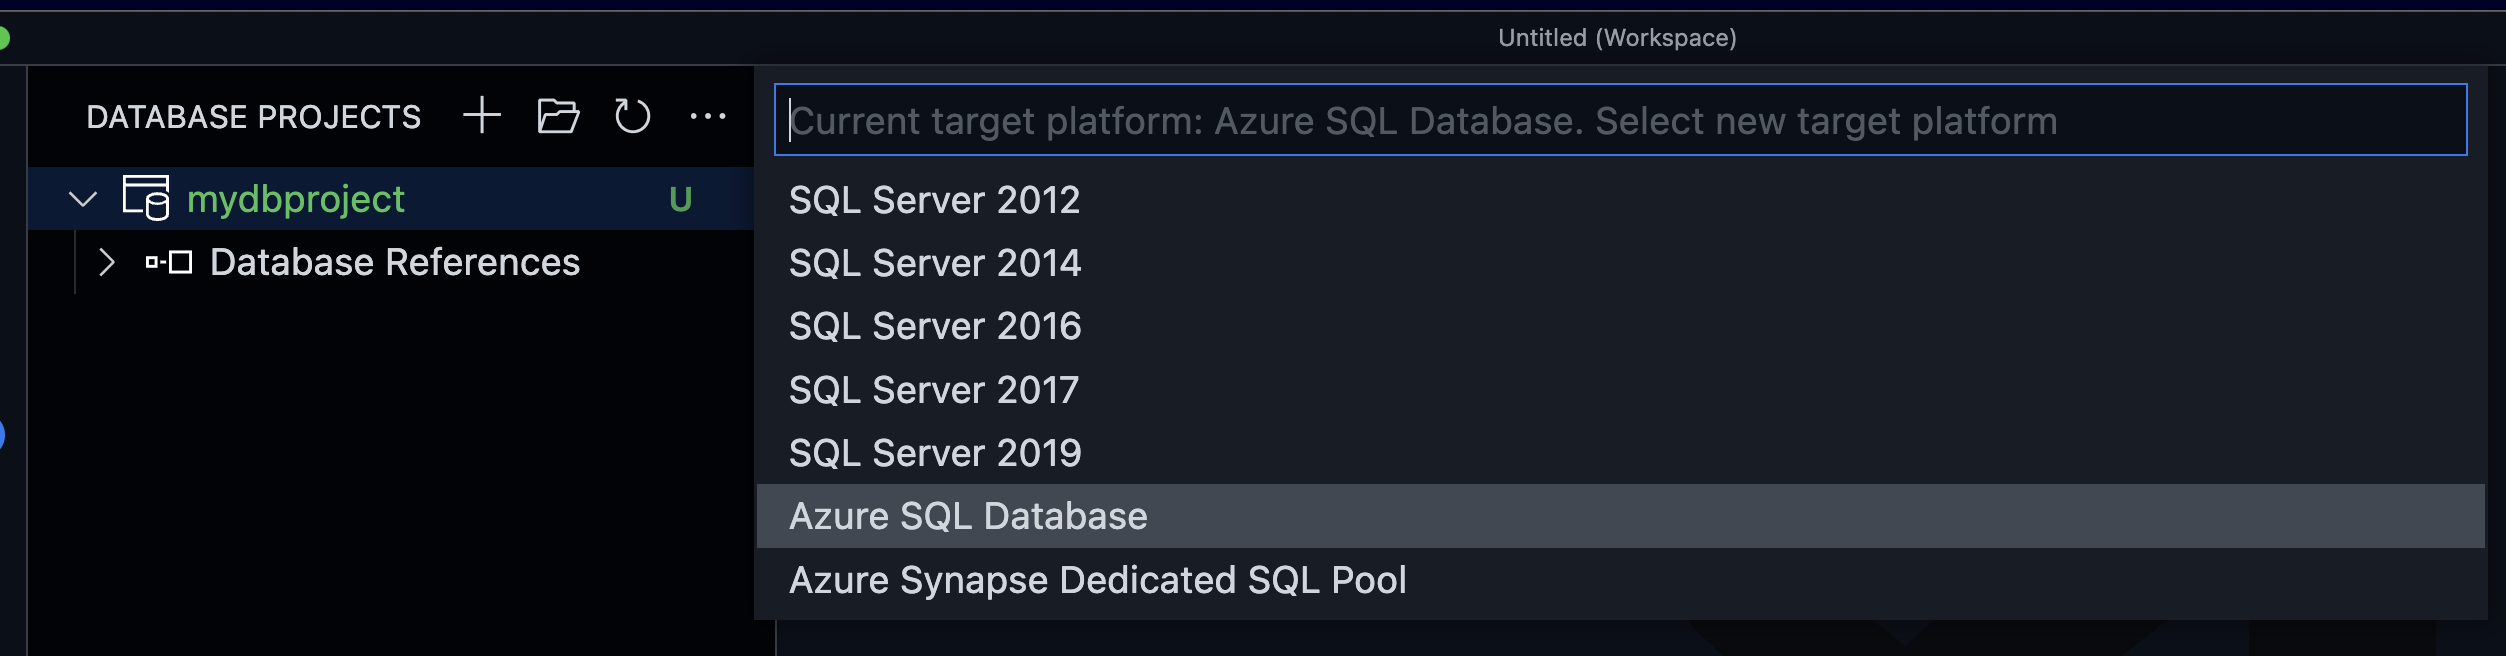 Untitled (Workspace)
DATABASE PROJECTS
mydbproject U
Database References
Current target platform: Azure SQL Database. Select new target platform
SQL Server 2012
SQL Server 2014
SQL Server 2016
SQL Server 2017
SQL Server 2019
Azure SQL Database
Azure Synapse Dedicated SQL Pool